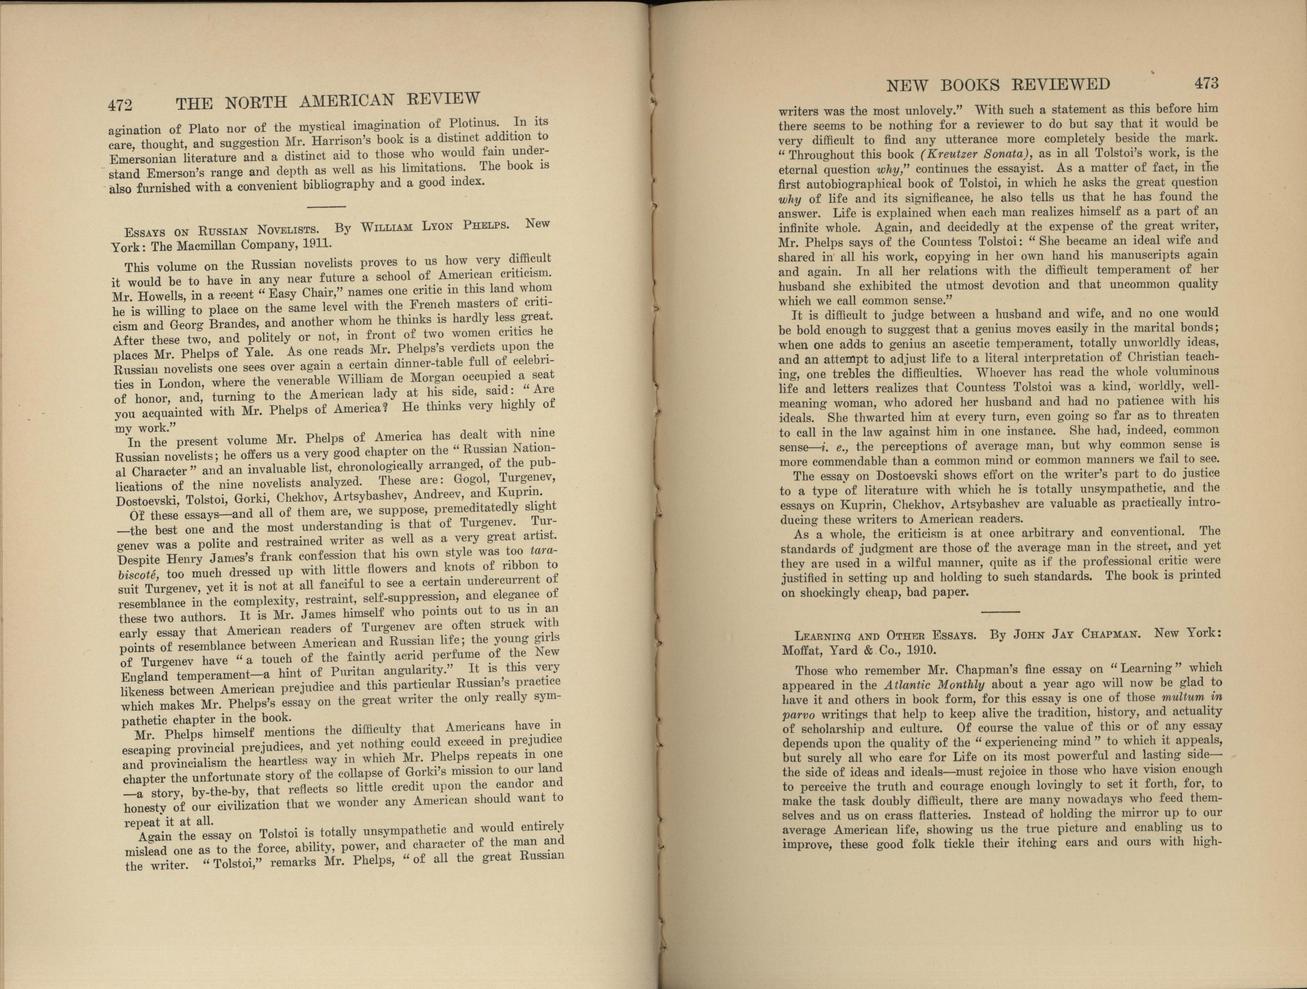 472 THE NORTH AMERICAN REVIEW
agination of Plato nor of the mystical imagination of Plotinus. In its
care, thought, and suggestion Mr. Harrison's book is a distinct addition to
Emersonian literature and a distinct aid to those who would fain under-
stand Emerson's range and depth as well as his limitations. The book is
also furnished with a convenient bibliography and a good index.
ESSAYS ON RUSSIAN NOVELISTS. By WILLIAM LYON PHELPS. New
York: The Macmillan Company, 1911.
This volume on the Russian novelists proves to us how very difficult
it would be to have in any near future a school of American criticism.
Mr. Howells, in a recent “ Easy Chair,” names one critic in this land whom
he is willing to place on the same level with the French masters of criti-
cism and Georg Brandes, and another whom he thinks is hardly less great.
After these two, and politely or not, in front of two women critics he
places Mr. Phelps of Yale. As one reads Mr. Phelps's verdicts upon the
Russian novelists one sees over again a certain dinner-table full of celebri-
ties in London, where the venerable William de Morgan occupied a seat
of honor, and, turning to the American lady at his side, said: “ Are
you acquainted with Mr. Phelps of America? He thinks very highly of
my work.”
In the present volume Mr. Phelps of America has dealt with nine
Russian novelists; he offers us a very good chapter on the “ Russian Nation-
al Character ” and an invaluable list, chronologically arranged, of the pub-
lications of the nine novelists analyzed. These are: Gogol, Turgenev,
Dostoevski, Tolstoi, Gorki, Chekhov, Artsybashev, Andreev, and Kuprin.
Of these essays—and all of them are, we suppose, premeditatedly slight
—the best one and the most understanding is that of Turgenev. Tur-
genev was a polite and restrained writer as well as a very great artist.
Despite Henry James's frank confession that his own style was too tara-
biscoté, too much dressed up with little flowers and knots of ribbon to
suit Turgenev, yet it is not at all fanciful to see a certain undercurrent of
resemblance in the complexity, restraint, self-suppression, and elegance of
these two authors. It is Mr. James himself who points out to us in an
early essay that American readers of Turgenev are often struck with
points of resemblance between American and Russian life; the young girls
of Turgenev have “ a touch of the faintly acrid perfume of the New
England temperament—a hint of Puritan angularity.” It is this very
likeness between American prejudice and this particular Russian's practice
which makes Mr. Phelps's essay on the great writer the only really sym-
pathetic chapter in the book.
Mr. Phelps himself mentions the difficulty that Americans have in
escaping provincial prejudices, and yet nothing could exceed in prejudice
and provincialism the heartless way in which Mr. Phelps repeats in one
chapter the unfortunate story of the collapse of Gorki's mission to our land
—a story, by-the-by, that reflects so little credit upon the candor and
honesty of our civilization that we wonder any American should want to
repeat it at all.
Again the essay on Tolstoi is totally unsympathetic and would entirely
mislead one as to the force, ability, power, and character of the man and
the writer. “ Tolstoi,” remarks Mr. Phelps, “ of all the great Russian
NEW BOOKS REVIEWED 473
writers was the most unlovely.” With such a statement as this before him
there seems to be nothing for a reviewer to do but say that it would be
very difficult to find any utterance more completely beside the mark.
“ Throughout this book (Kreutzer Sonata), as in all Tolstoi's work, is the
eternal question why,” continues the essayist. As a matter of fact, in the
first autobiographical book of Tolstoi, in which he asks the great question
why of life and its significance, he also tells us that he has found the
answer. Life is explained when each man realizes himself as a part of an
infinite whole. Again, and decidedly at the expense of the great writer,
Mr. Phelps says of the Countess Tolstoi: “ She became an ideal wife and
shared in all his work, copying in her own hand his manuscripts again
and again. In all her relations with the difficult temperament of her
husband she exhibited the utmost devotion and that uncommon quality
which we call common sense.”
It is difficult to judge between a husband and wife, and no one would
be bold enough to suggest that a genius moves easily in the marital bonds;
when one adds to genius an ascetic temperament, totally unworldly ideas,
and an attempt to adjust life to a literal interpretation of Christian teach-
ing, one trebles the difficulties. Whoever has read the whole voluminous
life and letters realizes that Countess Tolstoi was a kind, worldly, well-
meaning woman, who adored her husband and had no patience with his
ideals. She thwarted him at every turn, even going so far as to threaten
to call in the law against him in one instance. She had, indeed, common
sense—i. e., the perceptions of average man, but why common sense is
more commendable than a common mind or common manners we fail to see.
The essay on Dostoevski shows effort on the writer's part to do justice
to a type of literature with which he is totally unsympathetic, and the
essays on Kuprin, Chekhov, Artsybashev are valuable as practically intro-
ducing these writers to American readers.
As a whole, the criticism is at once arbitrary and conventional. The
standards of judgment are those of the average man in the street, and yet
they are used in a wilful manner, quite as if the professional critic were
justified in setting up and holding to such standards. The book is printed
on shockingly cheap, bad paper.
LEARNING AND OTHER ESSAYS. By JOHN JAY CHAPMAN. New York:
Moffat, Yard & Co., 1910.
Those who remember Mr. Chapman's fine essay on “ Learning ” which
appeared in the Atlantic Monthly about a year ago will now be glad to
have it and others in book form, for this essay is one of those multum in
parvo writings that help to keep alive the tradition, history, and actuality
of scholarship and culture. Of course the value of this or of any essay
depends upon the quality of the “ experiencing mind ” to which it appeals,
but surely all who care for Life on its most powerful and lasting side—
the side of ideas and ideals—must rejoice in those who have vision enough
to perceive the truth and courage enough lovingly to set it forth, for, to
make the task doubly difficult, there are many nowadays who feed them-
selves and us on crass flatteries. Instead of holding the mirror up to our
average American life, showing us the true picture and enabling us to
improve, these good folk tickle their itching ears and ours with high-